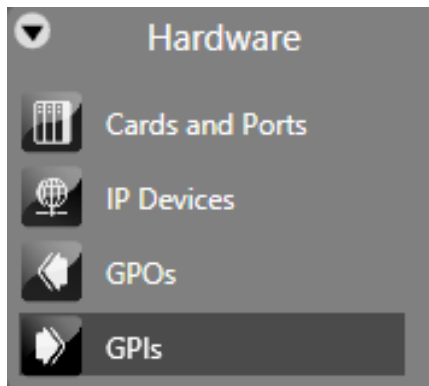 Hardware
Cards and Ports
IP Devices
GPOs
GPIs